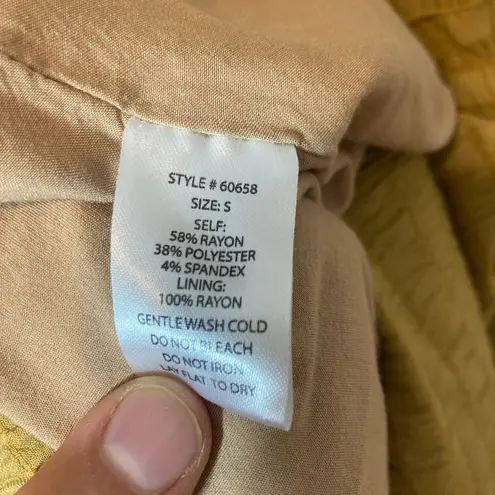 STYLE # 60658
SIZE: S
SELF:
58% RAYON
38% POLYESTER
4% SPANDEX
LINING:
100% RAYON
GENTLE WASH COLD
DO NOT BLEACH
DO NOT IRON
LAY FLAT TO DRY